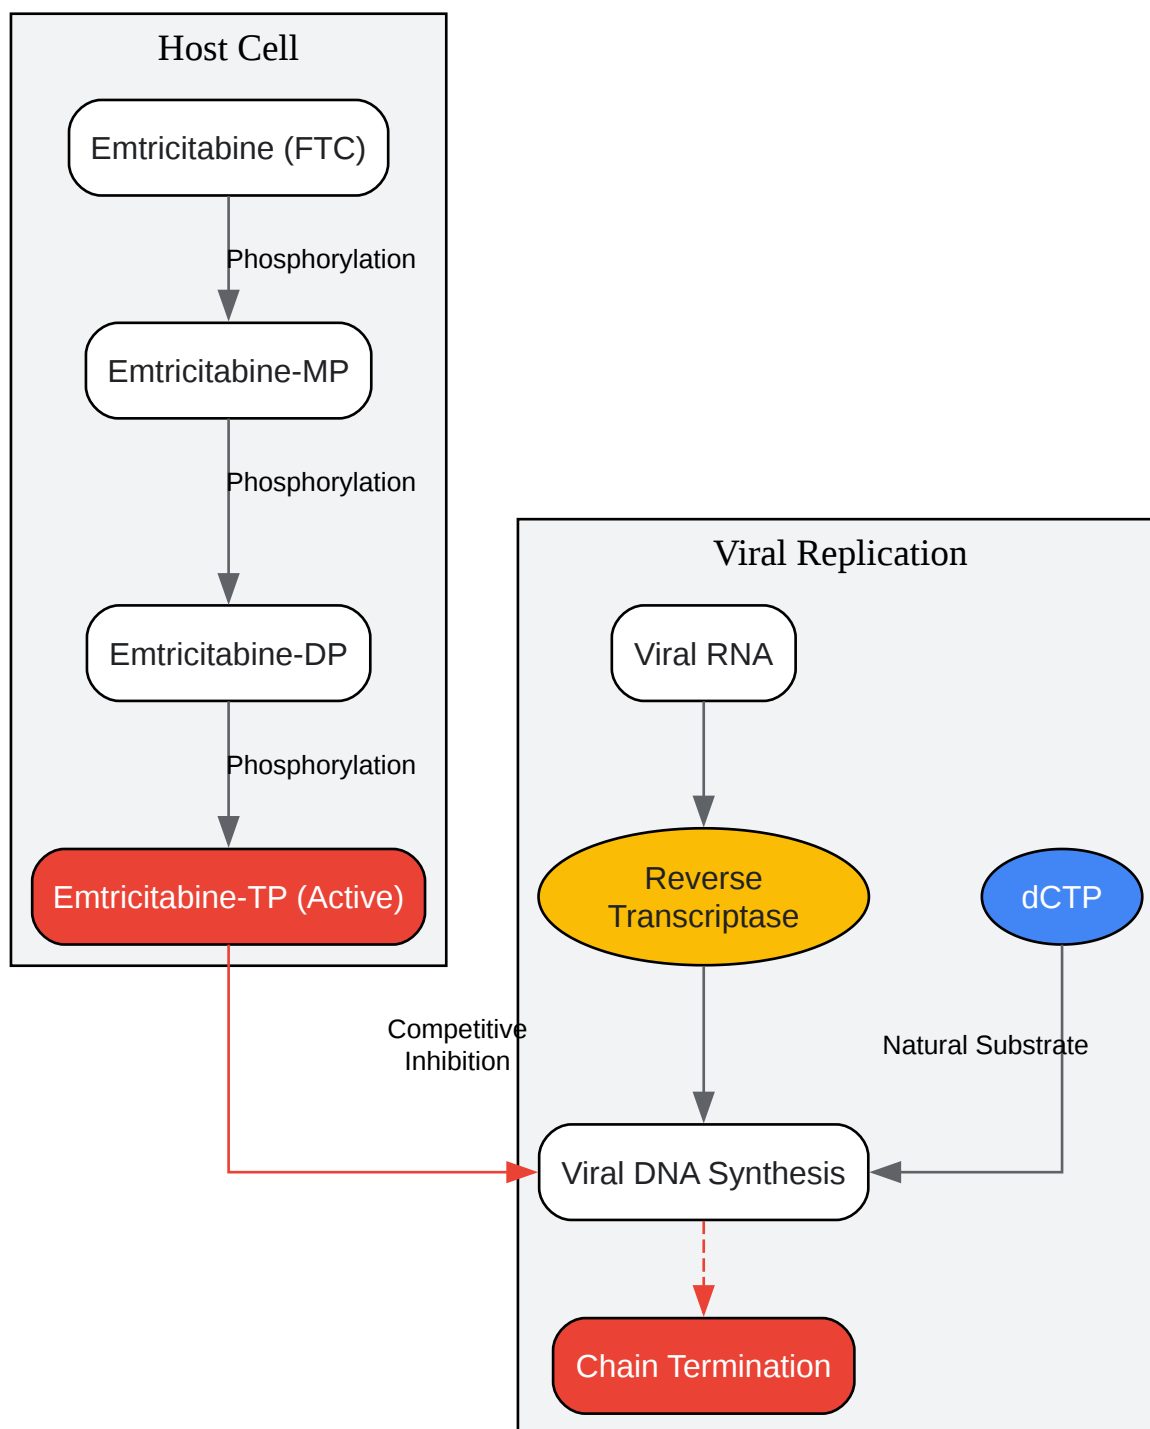 Host Cell
Emtricitabine (FTC)
Phosphorylation
Emtricitabine-MP
Phosphorylation
Emtricitabine-DP
Phosphorylation
Emtricitabine-TP (Active)
Competitive
Inhibition
Viral Replication
Viral RNA
Reverse
Transcriptase
dCTP
Natural Substrate
Viral DNA Synthesis
Chain Termination